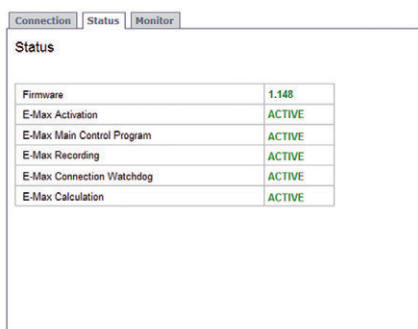 Connection Status Monitor
Status
Firmware 1.148
E-Max Activation ACTIVE
E-Max Main Control Program ACTIVE
E-Max Recording ACTIVE
E-Max Connection Watchdog ACTIVE
E-Max Calculation ACTIVE